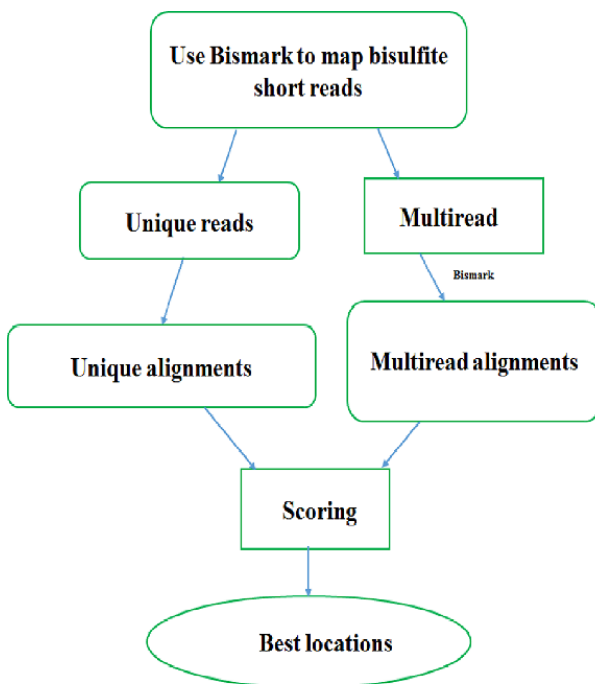 Use Bismark to map bisulfite
short reads
Unique reads
Multiread
Bismark
Unique alignments
Multiread alignments
Scoring
Best locations